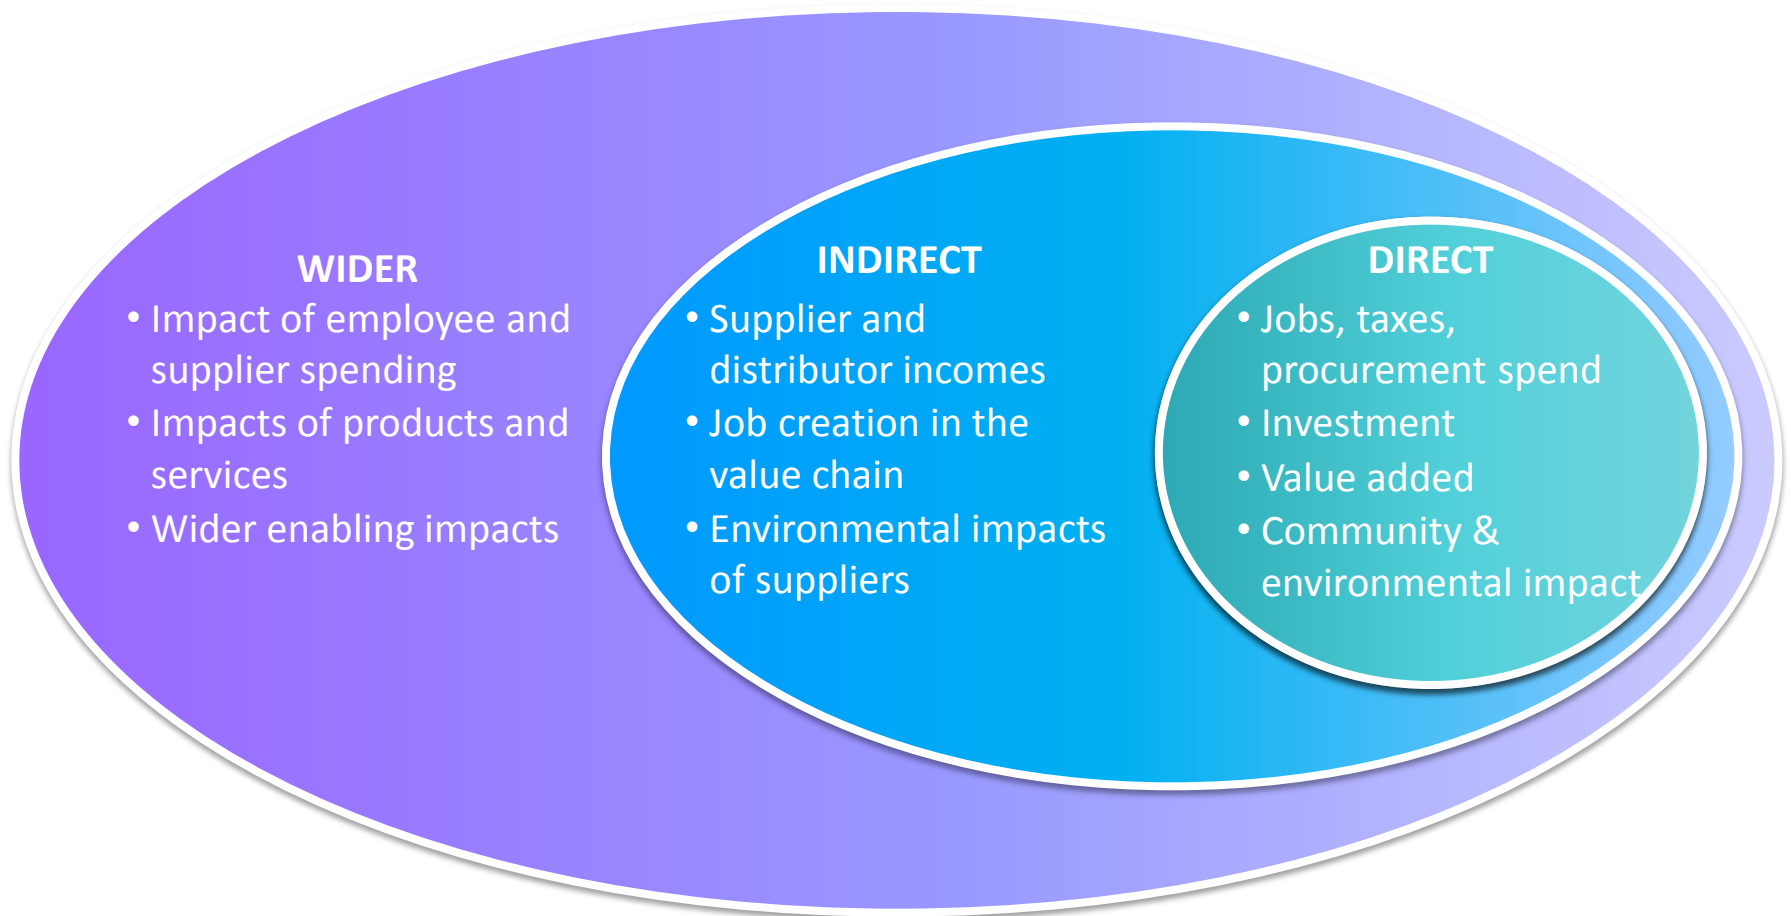 WIDER
• Impact of employee and
supplier spending
• Impacts of products and
services
• Wider enabling impacts
INDIRECT
• Supplier and
distributor incomes
• Job creation in the
value chain
• Environmental impacts
of suppliers
DIRECT
• Jobs, taxes,
procurement spend
• Investment
• Value added
• Community &
environmental impact